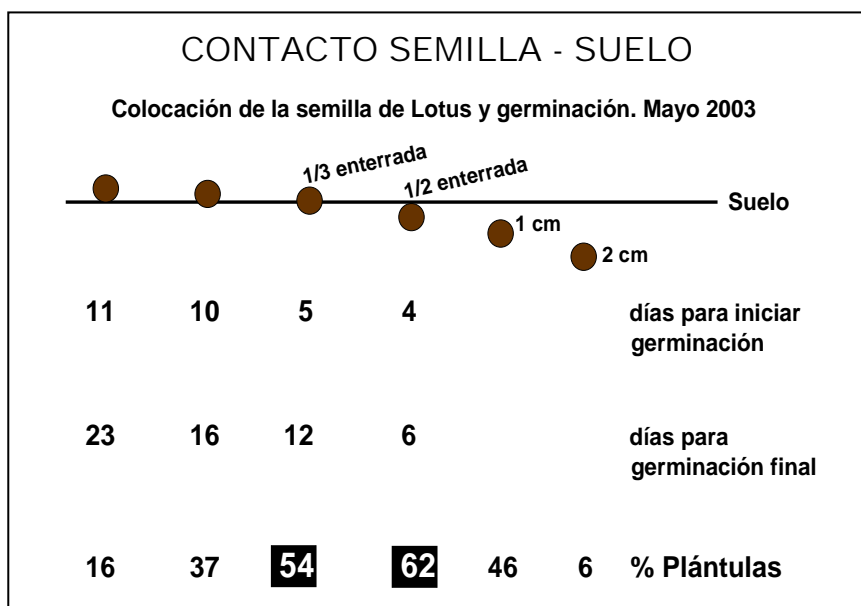 CONTACTO SEMILLA - SUELO
Colocación de la semilla de Lotus y germinación. Mayo 2003
1/3 enterrada
1/2 enterrada
Suelo
1 cm
2 cm
11 10 5 4 días para iniciar
germinación
23 16 12 6 días para
germinación final
16 37 54 62 46 6 % Plántulas